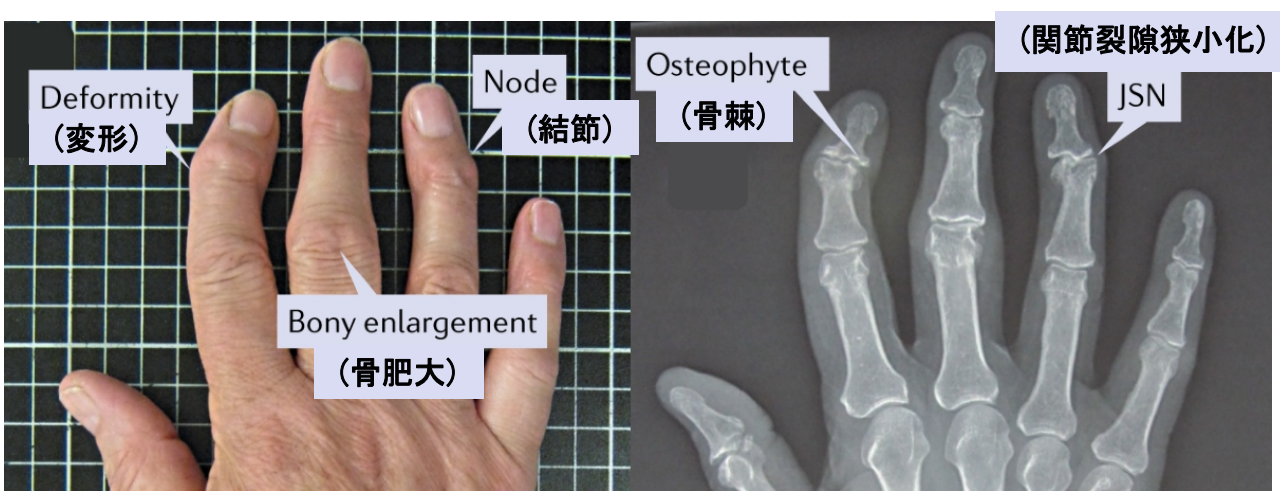 Deformity
（変形）
Node
（結節）
Bony enlargement
（骨肥大）
Osteophyte
（骨棘）
（関節裂隙狭小化）
JSN